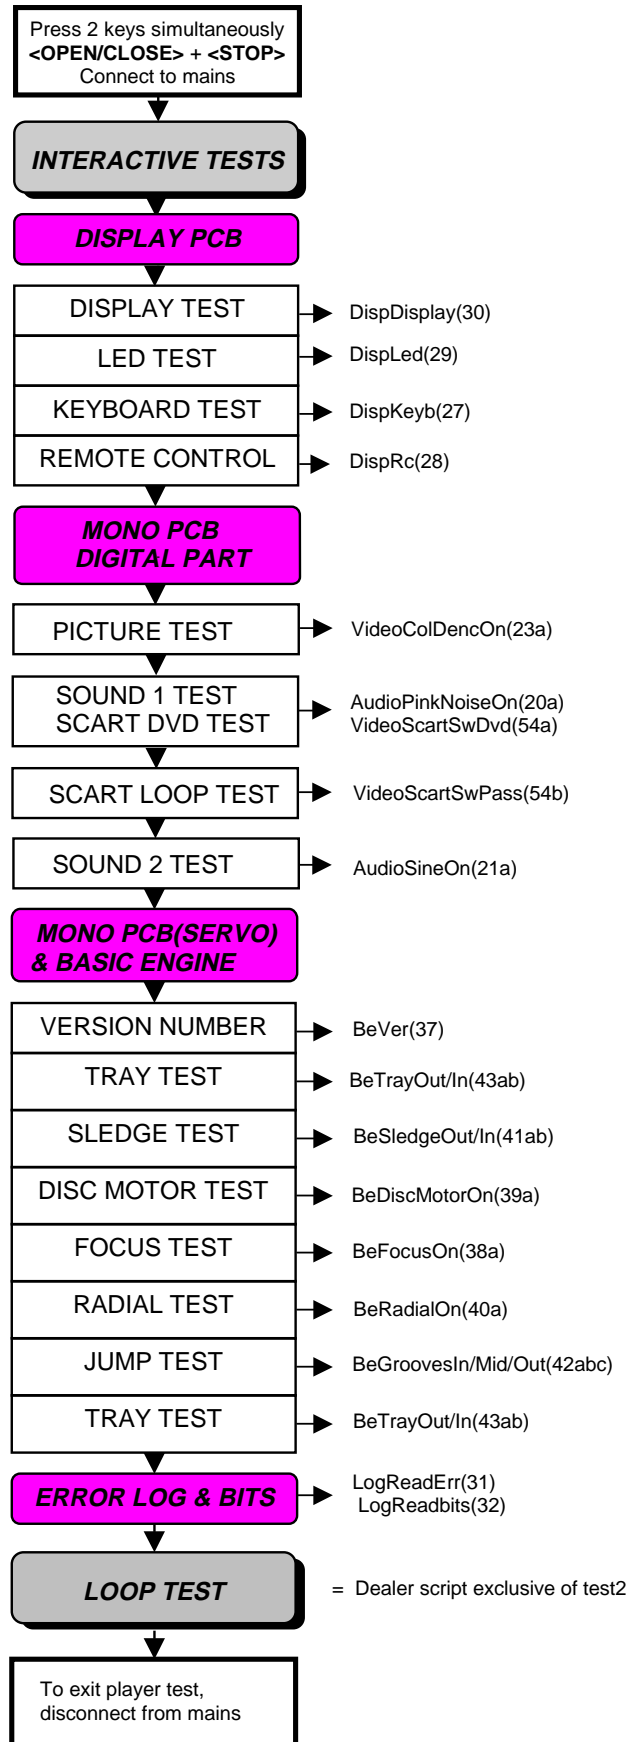 Press 2 keys simultaneously
<OPEN/CLOSE> + <STOP>
Connect to mains
INTERACTIVE TESTS
DISPLAY PCB
DISPLAY TEST
DispDisplay(30)
LED TEST
DispLed(29)
KEYBOARD TEST
DispKeyb(27)
REMOTE CONTROL
DispRc(28)
MONO PCB
DIGITAL PART
PICTURE TEST
VideoColDencOn(23a)
SOUND 1 TEST
SCART DVD TEST
AudioPinkNoiseOn(20a)
VideoScartSwDvd(54a)
SCART LOOP TEST
VideoScartSwPass(54b)
SOUND 2 TEST
AudioSineOn(21a)
MONO PCB(SERVO)
& BASIC ENGINE
VERSION NUMBER
BeVer(37)
TRAY TEST
BeTrayOut/In(43ab)
SLEDGE TEST
BeSledgeOut/In(41ab)
DISC MOTOR TEST
BeDiscMotorOn(39a)
FOCUS TEST
BeFocusOn(38a)
RADIAL TEST
BeRadialOn(40a)
JUMP TEST
BeGroovesIn/Mid/Out(42abc)
TRAY TEST
BeTrayOut/In(43ab)
ERROR LOG & BITS
LogReadErr(31)
LogReadbits(32)
LOOP TEST
= Dealer script exclusive of test2
To exit player test,
disconnect from mains